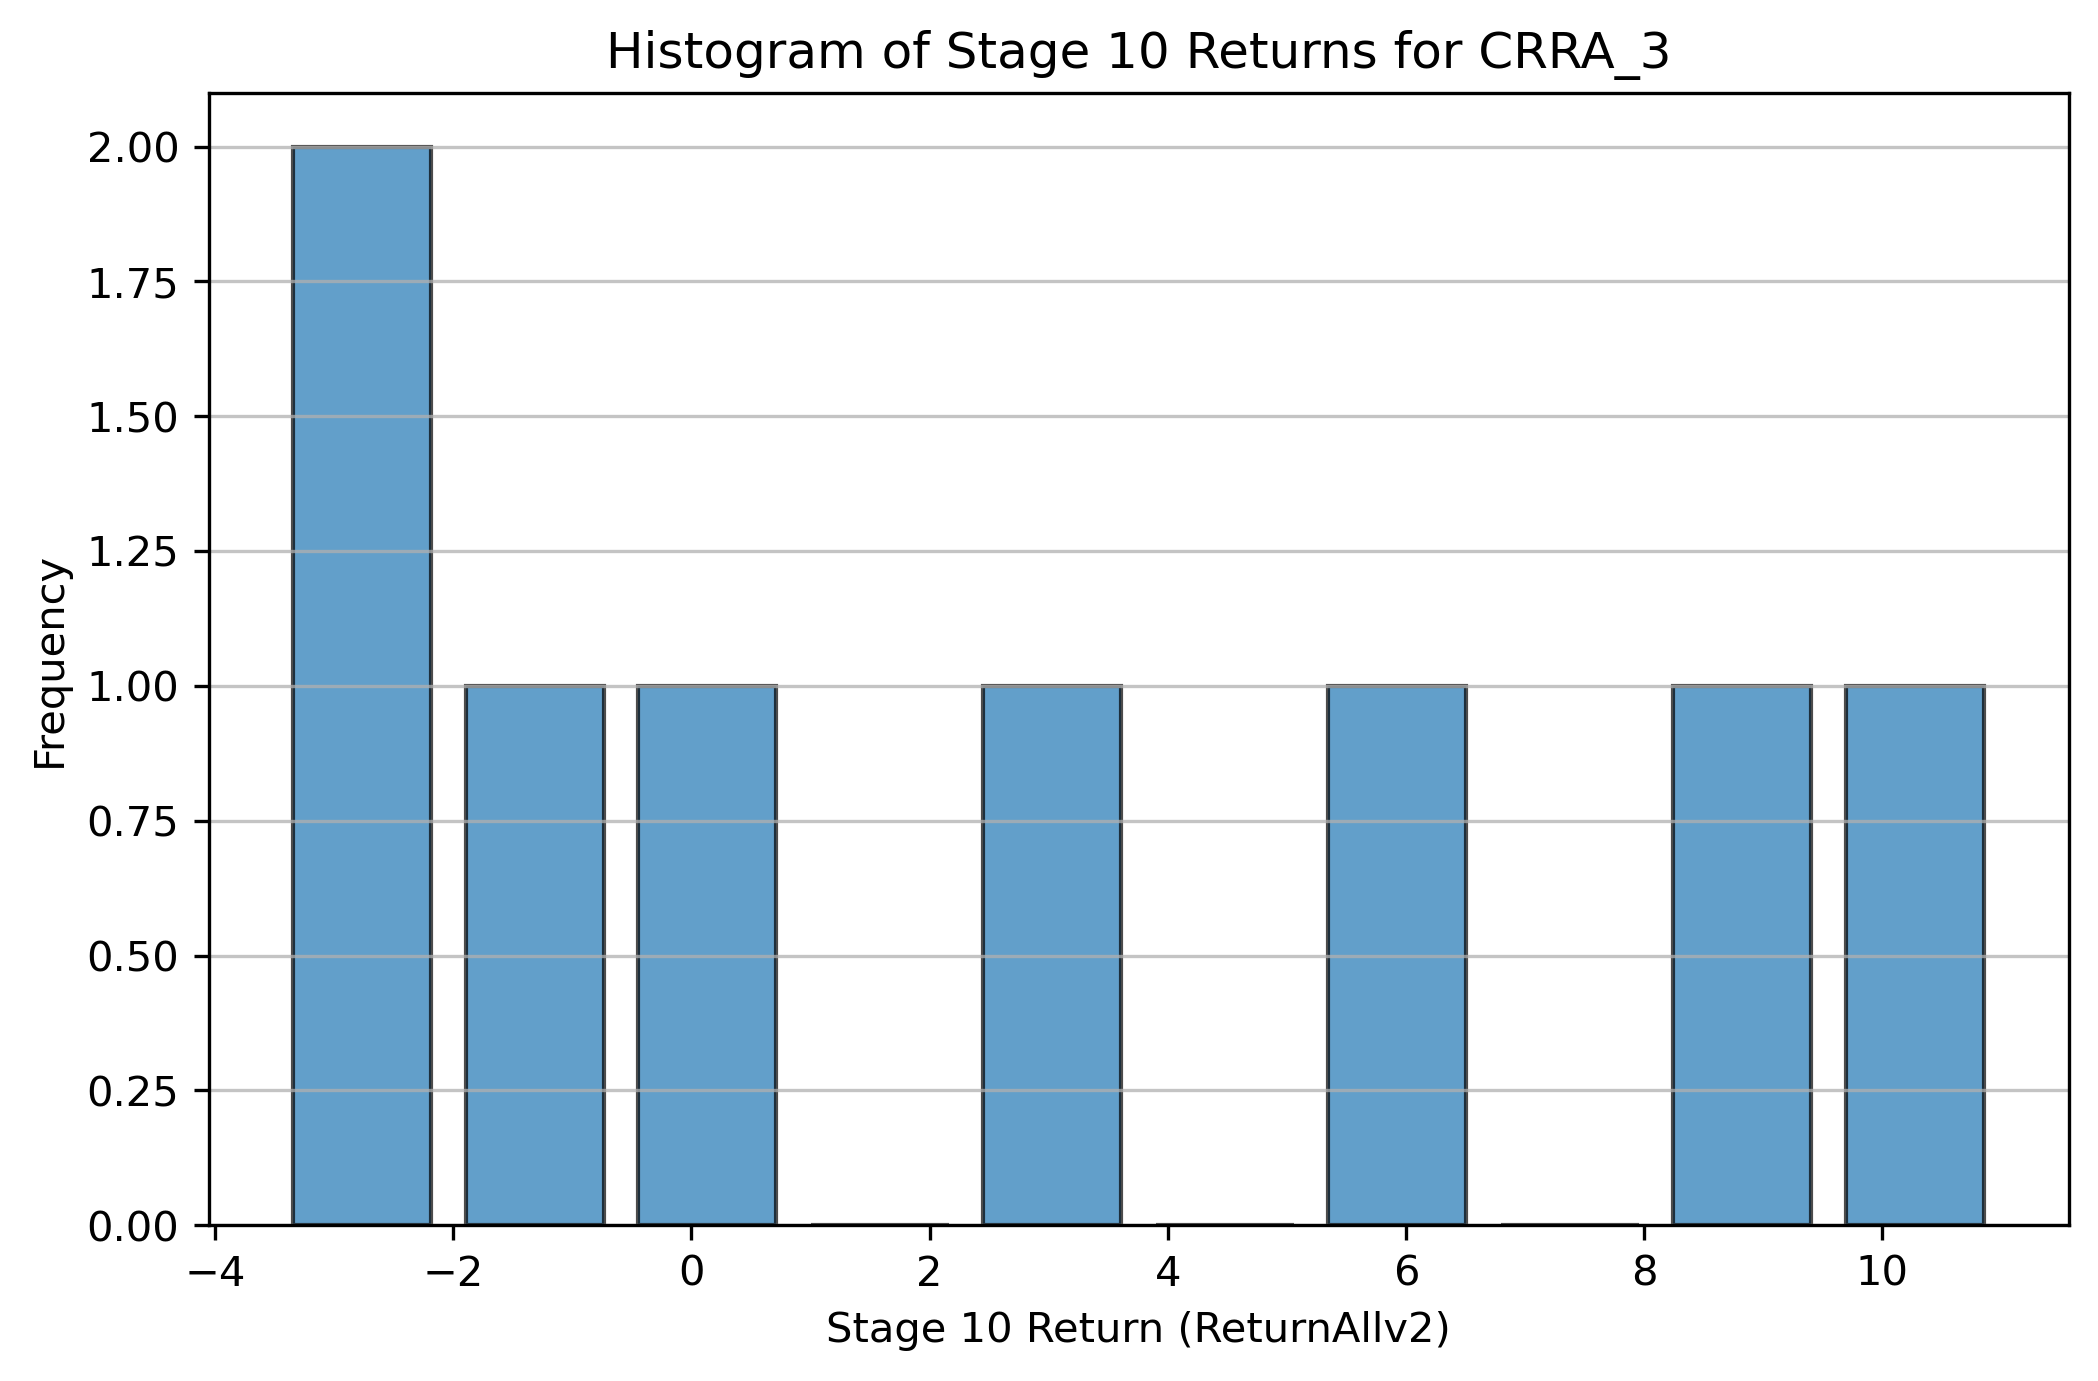 Histogram of Stage 10 Returns for CRRA_3
2.00
1.75
1.50
1.25
1.00
0.75
0.50
0.25
0.00
Frequency
−4 −2 0 2 4 6 8 10
Stage 10 Return (ReturnAllv2)